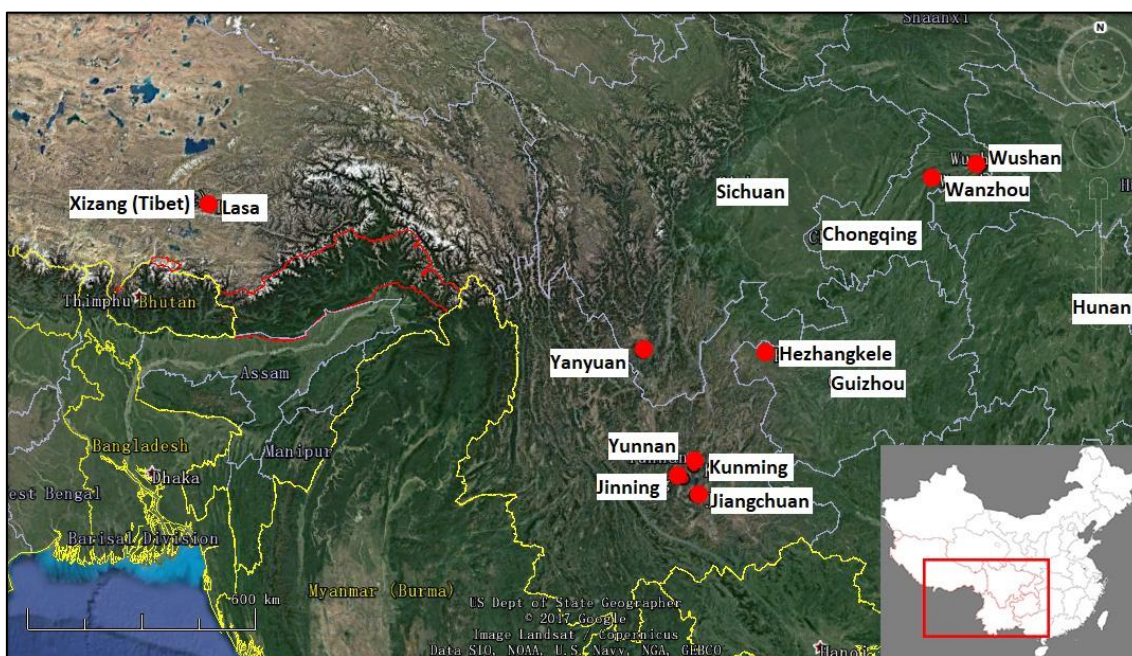 Shaanxi
N
Wushan
Wanzhou
Sichuan
Xizang (Tibet)
Lasa
Chongqing
Thimphu
Bhutan
Hunan
Yanyuan
Hezhangkele
Guizhou
Assam
Bangladesh
Manipur
Yunnan
Kunming
Dhaka
Jinning
Jiangchuan
est Bengal
Barisal Division
Myanmar (Burma)
600 km
US Dept of State Geographer
© 2017 Google
Image Landsat / Copernicus
Data SIO, NOAA, U.S. Navy, NGA, GEBCO
Hanoi